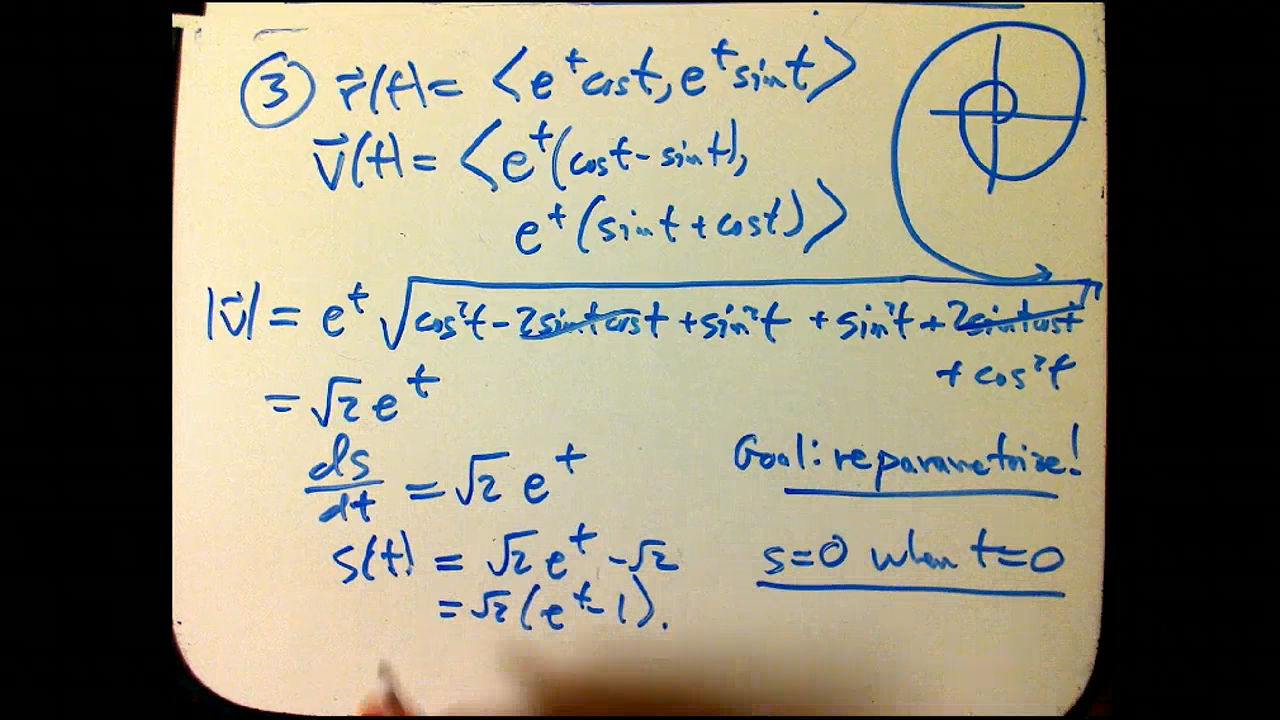 ③ r⃗(t) = <e^t cos t, e^t sin t>
v⃗(t) = <e^t(cos t - sin t),
e^t(sin t + cos t)>
|v⃗| = e^t √(cos²t - 2sin t cos t + sin²t + sin²t + 2sin t cos t
+ cos²t
= √2 e^t
ds/dt = √2 e^t
Goal: reparametrize!
s(t) = √2 e^t - √2
s=0 when t=0
= √2(e^t - 1).